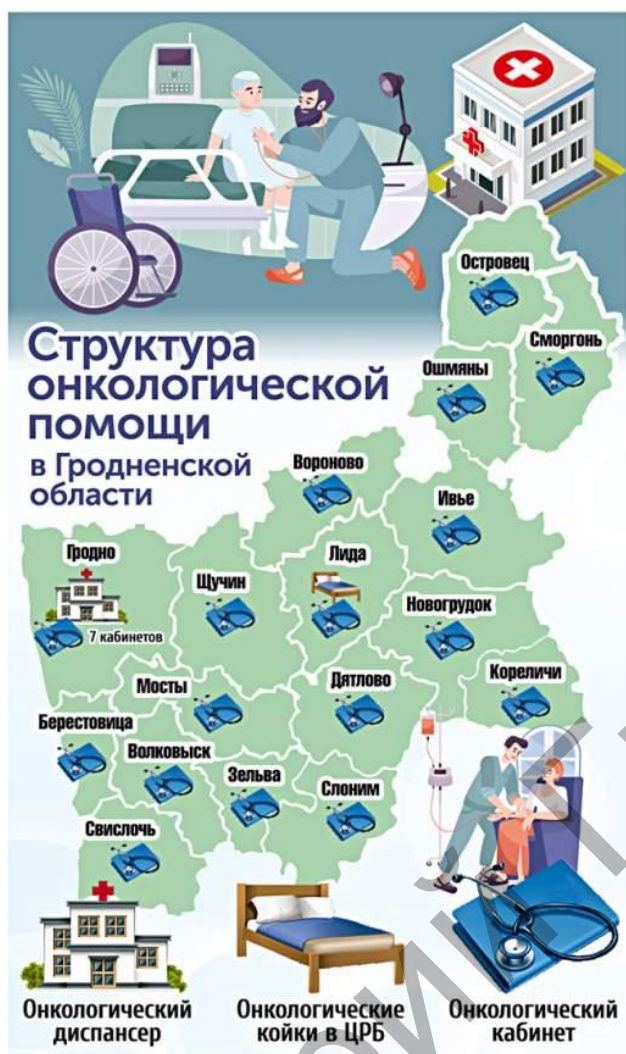 Структура
онкологической
помощи
в Гродненской
области
Островец
Сморгонь
Ошмяны
Вороново
Ивье
Гродно
7 кабинетов
Щучин
Лида
Новогрудок
Мосты
Дятлово
Кореличи
Берестовица
Волковыск
Зельва
Слоним
Свислочь
Онкологический
диспансер
Онкологические
койки в ЦРБ
Онкологический
кабинет